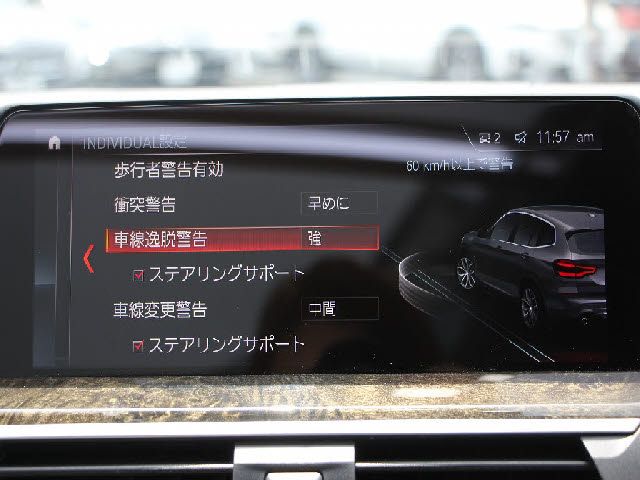 INDIVIDUAL設定
2 11:57 am
歩行者警告有効
60 km/h以上で警告
衝突警告 早めに
車線逸脱警告 強
ステアリングサポート
車線変更警告 中間
ステアリングサポート